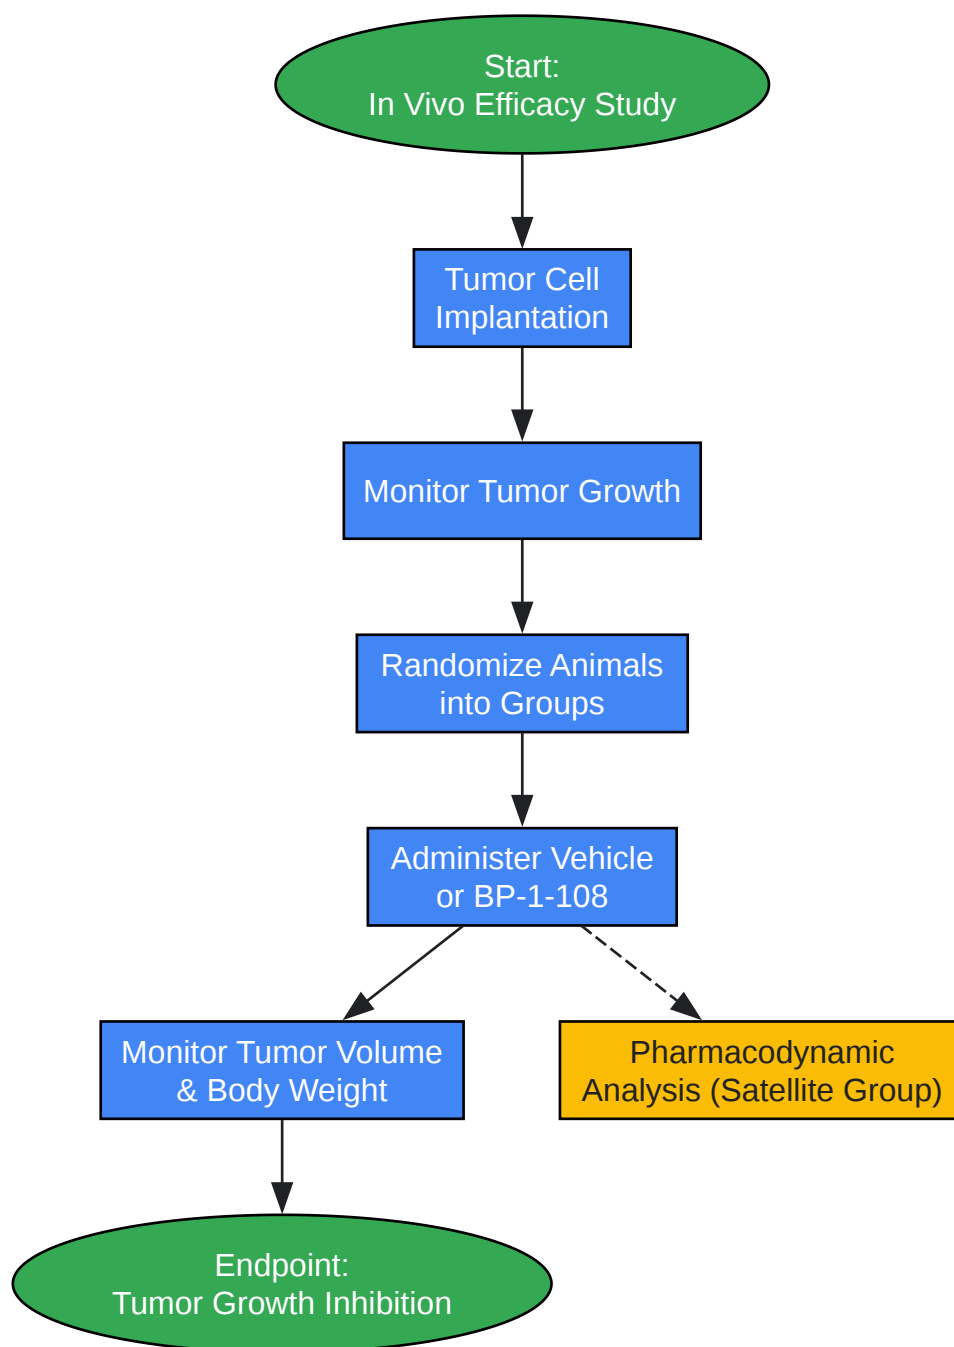 Start:
In Vivo Efficacy Study
Tumor Cell
Implantation
Monitor Tumor Growth
Randomize Animals
into Groups
Administer Vehicle
or BP-1-108
Monitor Tumor Volume
& Body Weight
Pharmacodynamic
Analysis (Satellite Group)
Endpoint:
Tumor Growth Inhibition